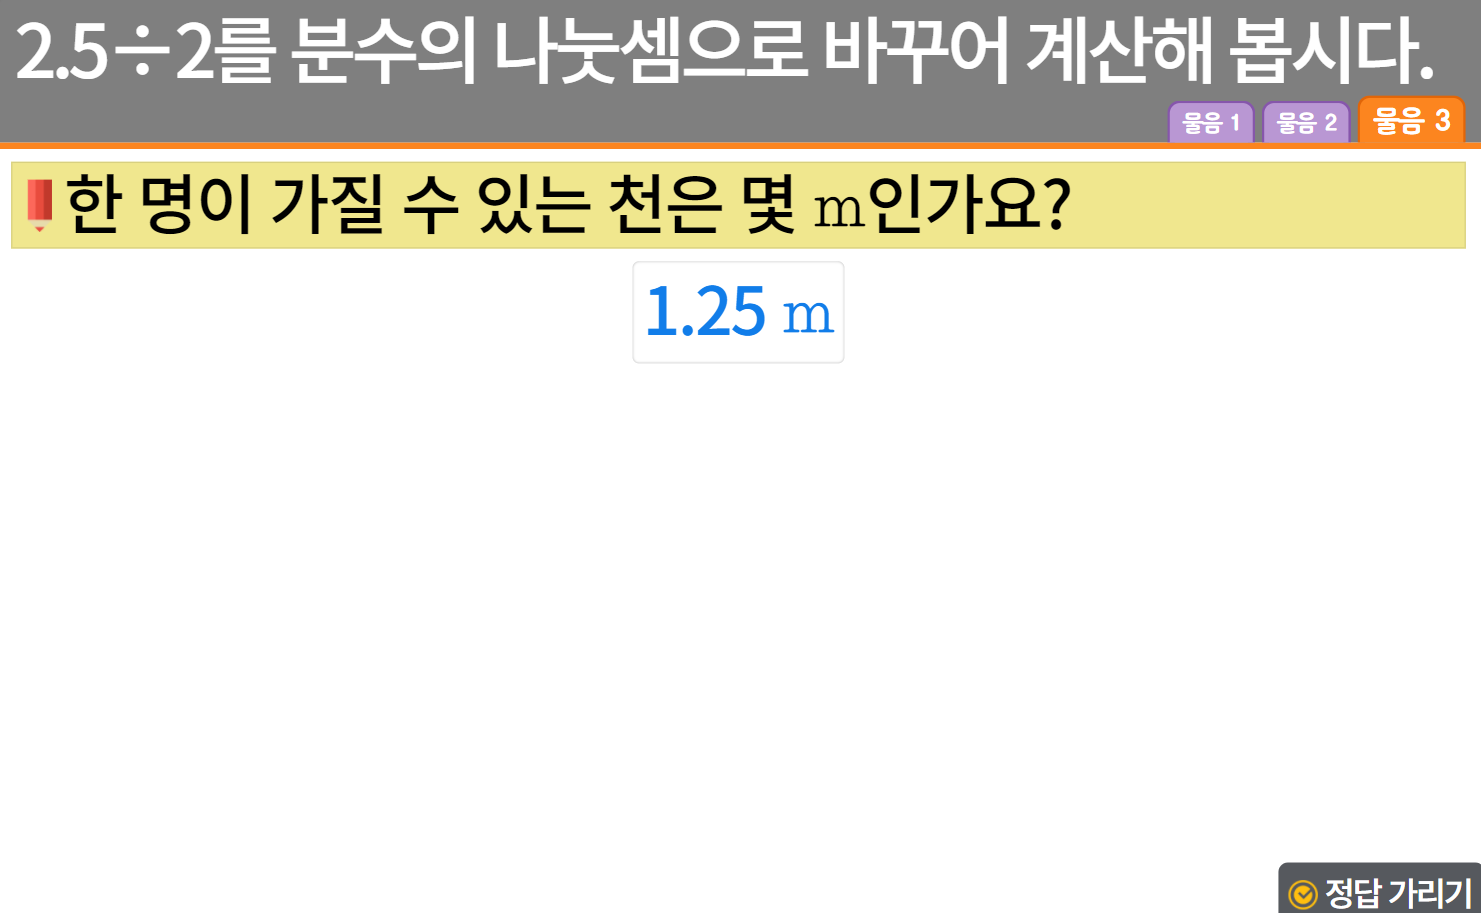 2.5÷2를 분수의 나눗셈으로 바꾸어 계산해 봅시다.
물음 1 물음 2 물음 3
한 명이 가질 수 있는 천은 몇 m인가요?
1.25 m
정답 가리기